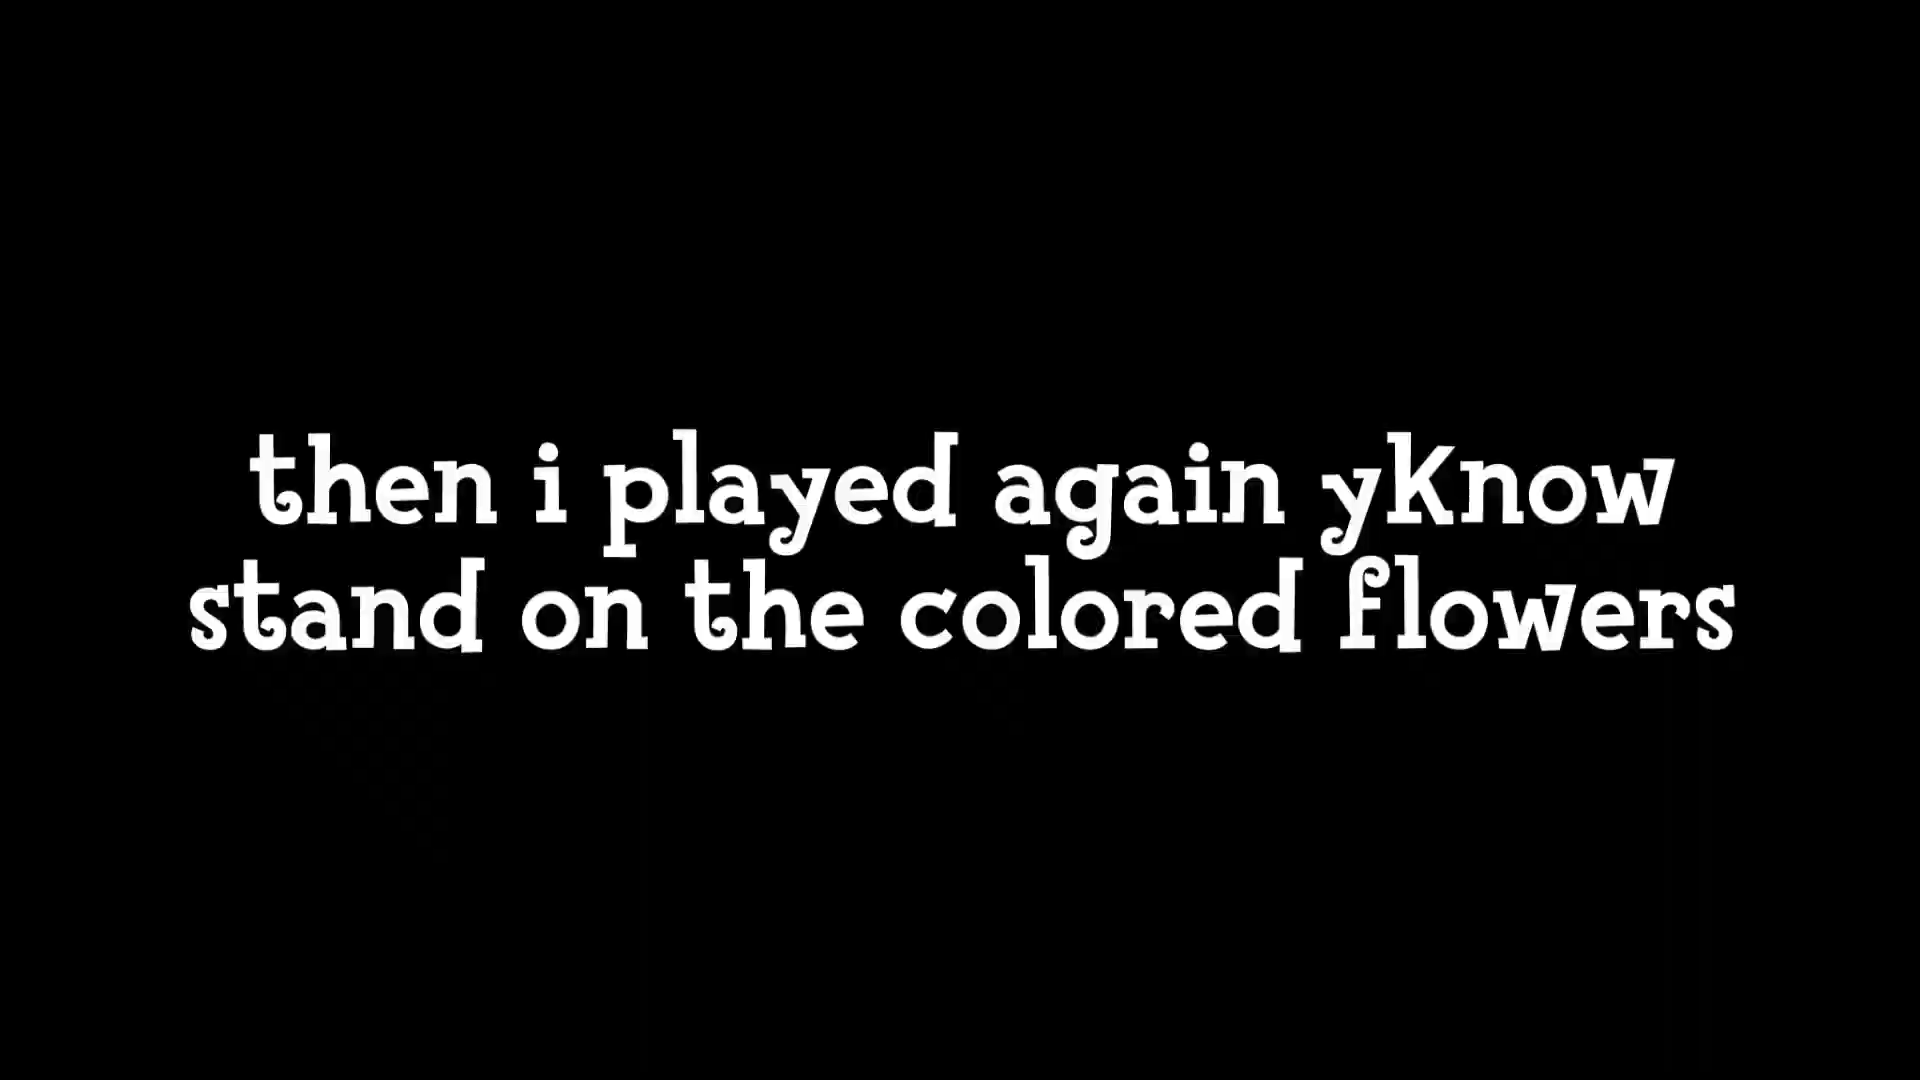 then i played again yknow
stand on the colored flowers